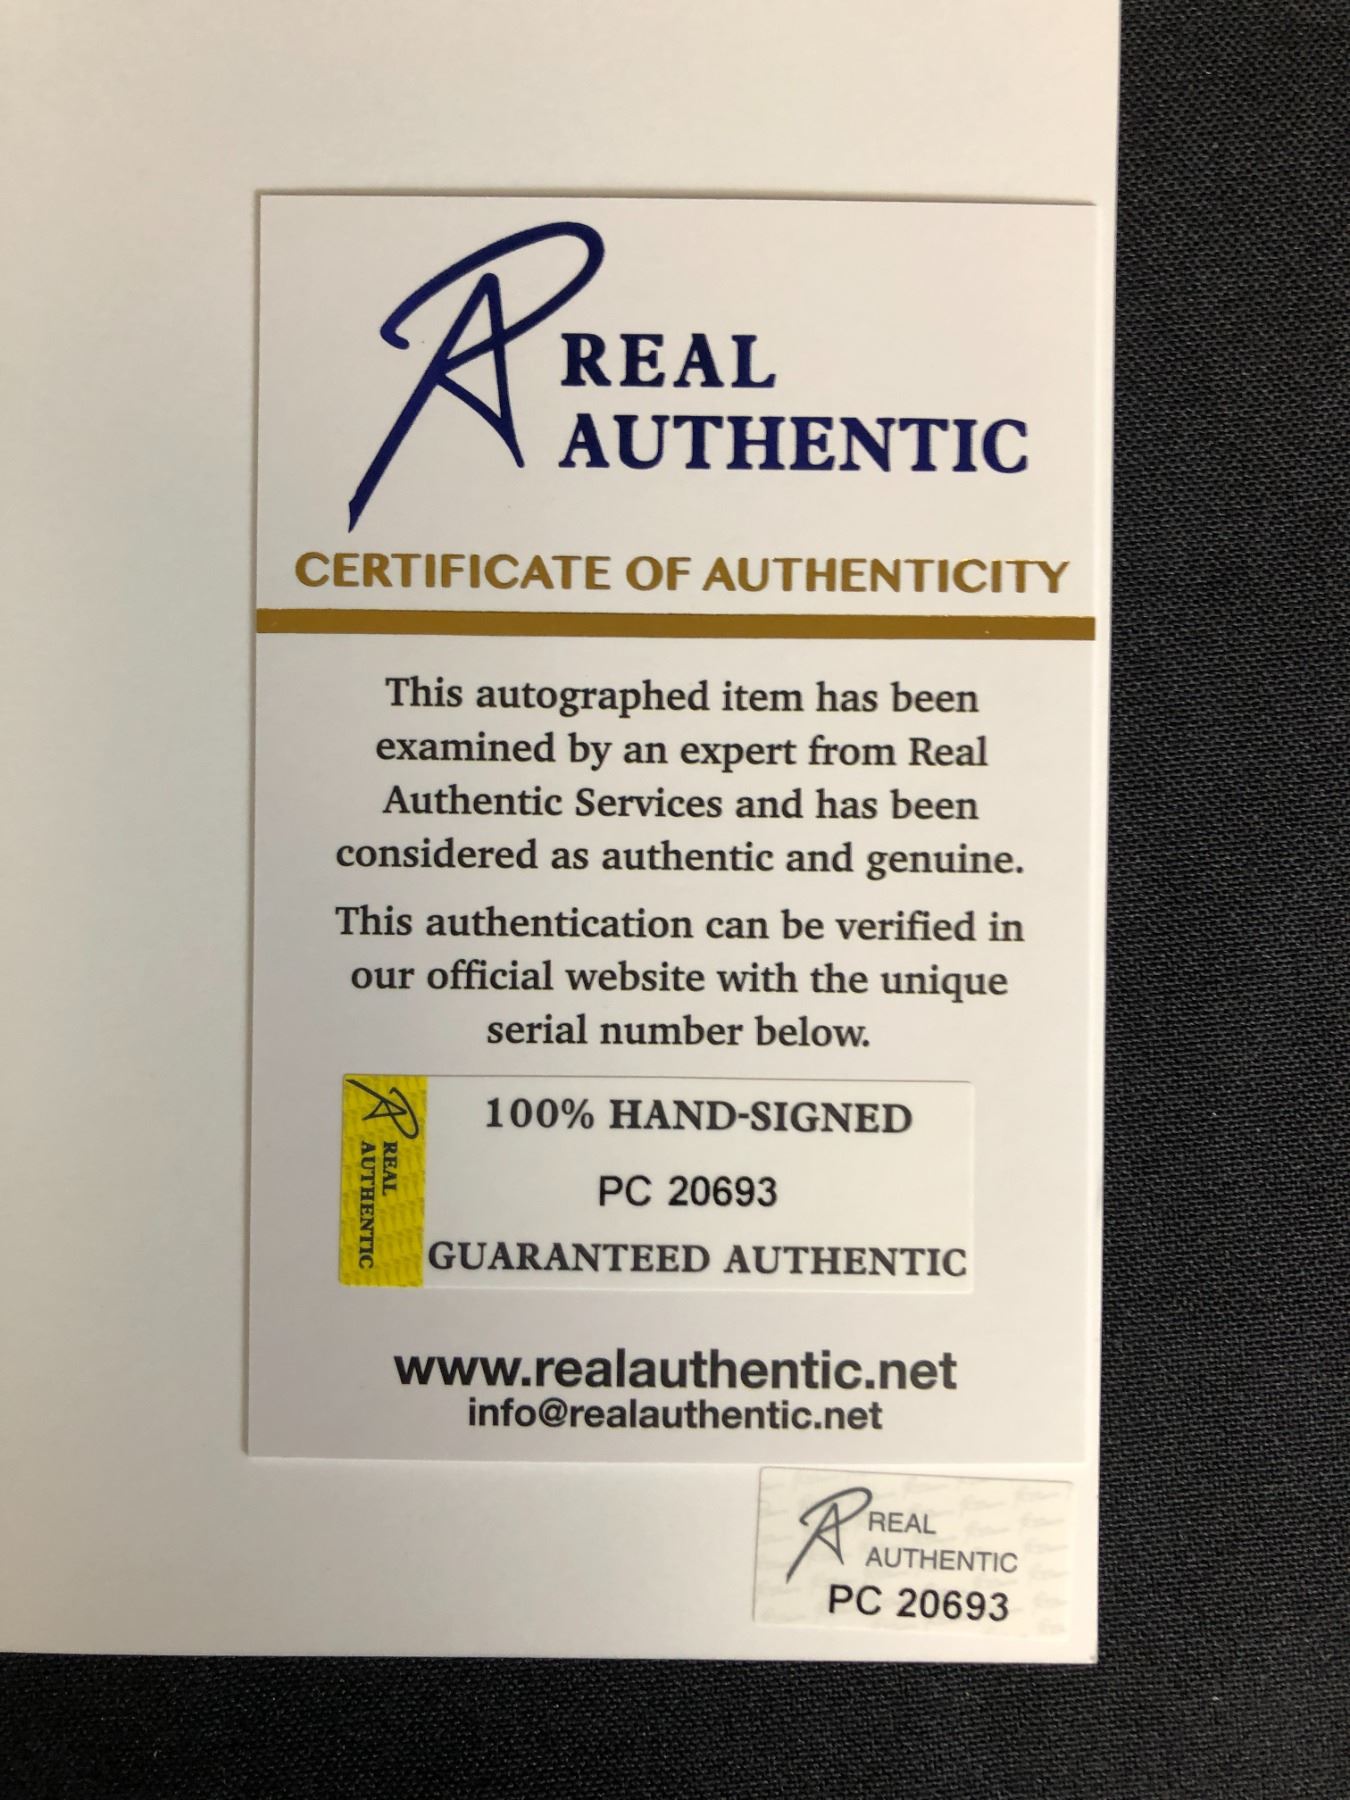 REAL
AUTHENTIC
CERTIFICATE OF AUTHENTICITY
This autographed item has been
examined by an expert from Real
Authentic Services and has been
considered as authentic and genuine.
This authentication can be verified in
our official website with the unique
serial number below.
REAL
AUTHENTIC
100% HAND-SIGNED
PC 20693
GUARANTEED AUTHENTIC
www.realauthentic.net
info@realauthentic.net
REAL
AUTHENTIC
PC 20693